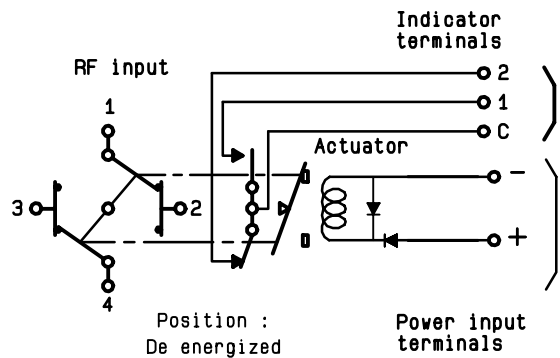 Indicator
terminals
RF input
2
1
1
C
Actuator
−
3
2
+
4
Position :
De energized
Power input
terminals